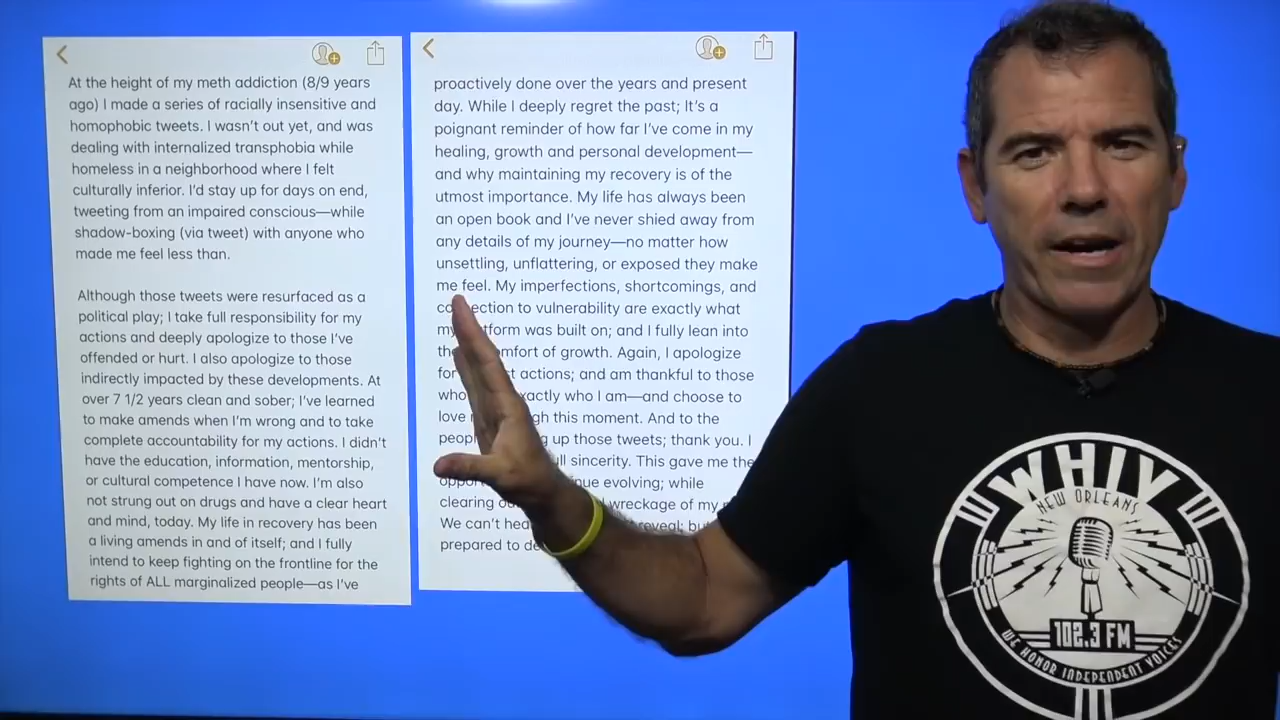 At the height of my meth addiction (8/9 years
ago) I made a series of racially insensitive and
homophobic tweets. I wasn't out yet, and was
dealing with internalized transphobia while
homeless in a neighborhood where I felt
culturally inferior. I'd stay up for days on end,
tweeting from an impaired conscious—while
shadow-boxing (via tweet) with anyone who
made me feel less than.
Although those tweets were resurfaced as a
political play; I take full responsibility for my
actions and deeply apologize to those I've
offended or hurt. I also apologize to those
indirectly impacted by these developments. At
over 7 1/2 years clean and sober; I've learned
to make amends when I'm wrong and to take
complete accountability for my actions. I didn't
have the education, information, mentorship,
or cultural competence I have now. I'm also
not strung out on drugs and have a clear heart
and mind, today. My life in recovery has been
a living amends in and of itself; and I fully
intend to keep fighting on the frontline for the
rights of ALL marginalized people—as I've
proactively done over the years and present
day. While I deeply regret the past; It's a
poignant reminder of how far I've come in my
healing, growth and personal development—
and why maintaining my recovery is of the
utmost importance. My life has always been
an open book and I've never shied away from
any details of my journey—no matter how
unsettling, unflattering, or exposed they make
me feel. My imperfections, shortcomings, and
to vulnerability are exactly what
was built on; and I fully lean into
of growth. Again, I apologize
for actions; and am thankful to those
who exactly who I am—and choose to
love this moment. And to the
up those tweets; thank you. I
sincerity. This gave me the
evolving; while
clearing wreckage of my
We can't reveal;
prepared to
WHIV
NEW ORLEANS
102.3 FM
WE HONOR INDEPENDENT VOICES